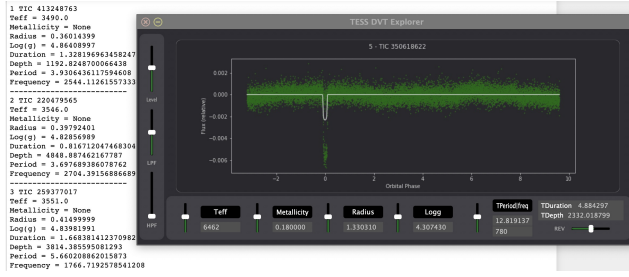 1 TIC 413248763
Teff = 3490.0
Metallicity = None
Radius = 0.36014399
Log(g) = 4.86408997
Duration = 1.328196963458247
Depth = 1192.8248700066438
Period = 3.9306436117594608
Frequency = 2544.11261557333
--------------------------
2 TIC 220479565
Teff = 3546.0
Metallicity = None
Radius = 0.39792401
Log(g) = 4.82856989
Duration = 0.816712047468304
Depth = 4848.887462167787
Period = 3.697689386078762
Frequency = 2704.3915688689
--------------------------
3 TIC 259377017
Teff = 3551.0
Metallicity = None
Radius = 0.41499999
Log(g) = 4.83981991
Duration = 1.668381412370982
Depth = 3814.385595081293
Period = 5.660208862015873
Frequency = 1766.7192578541208
TESS DVT Explorer
5 - TIC 350618622
Flux (relative)
0.002
0.000
−0.002
−0.004
−0.006
−2 0 2 4 6 8 10
Orbital Phase
Level
LPF
HPF
Teff
6462
Metallicity
0.180000
Radius
1.330310
Logg
4.307430
TPeriod|freq
12.819137
780
TDuration 4.884297
TDepth 2332.018799
REV